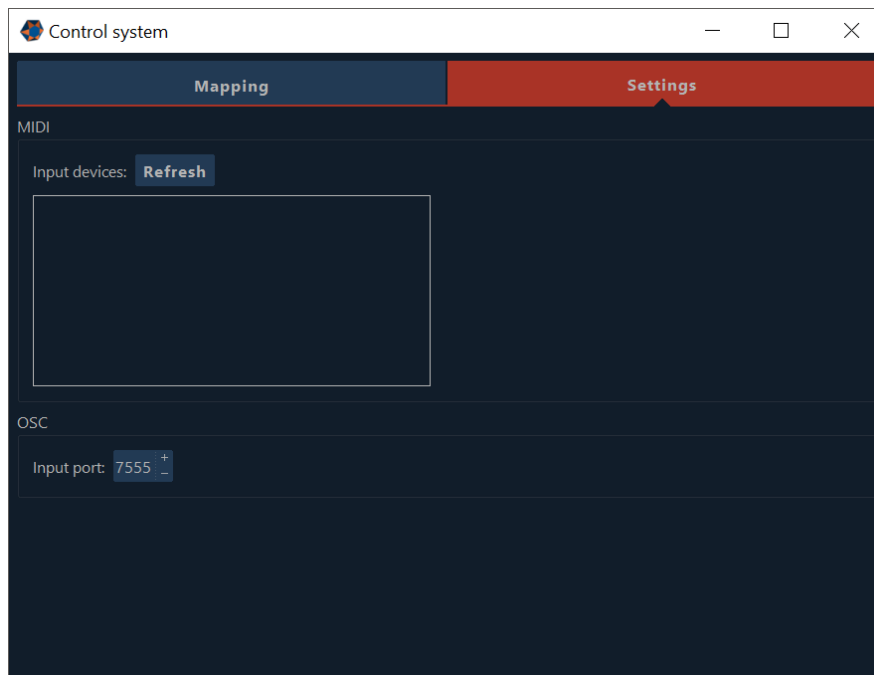 Control system
Mapping Settings
MIDI
Input devices: Refresh
OSC
Input port: 7555 + -